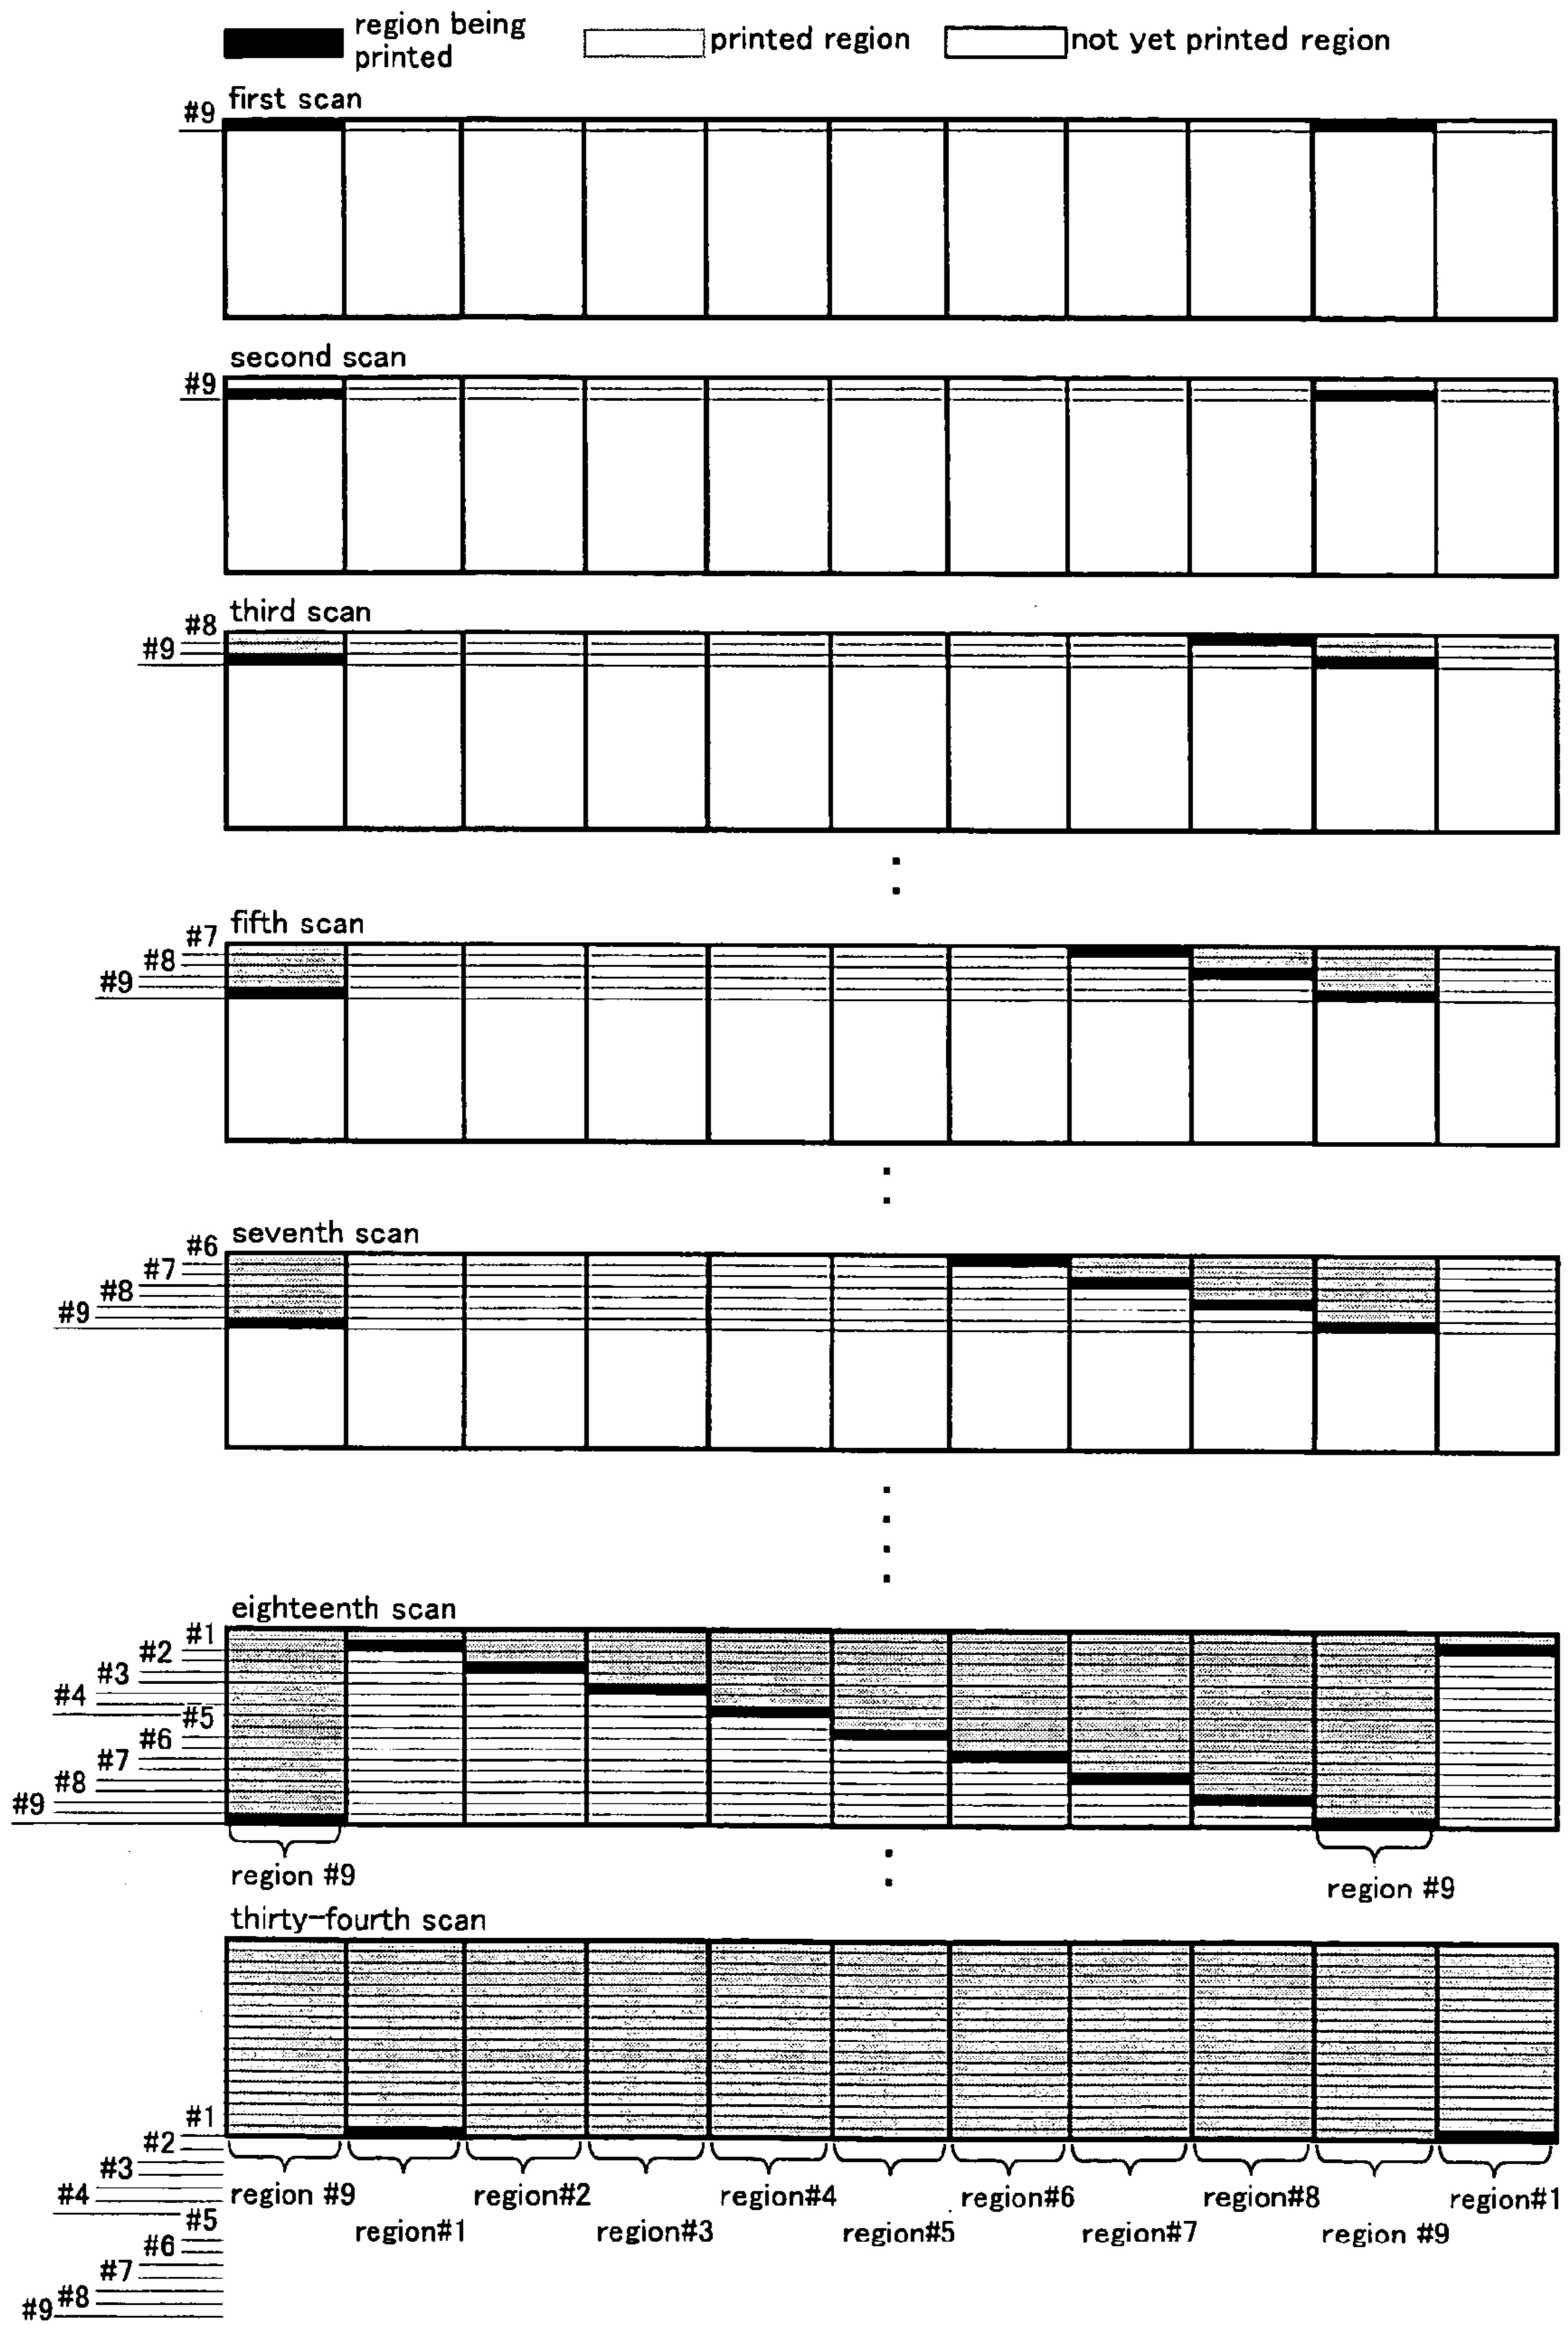 region being
printed
printed region
not yet printed region
first scan
#9
second scan
#9
third scan
#8
#9
fifth scan
#7
#8
#9
seventh scan
#6
#7
#8
#9
eighteenth scan
#1
#2
#3
#4
#5
#6
#7
#8
#9
region #9
region #9
thirty-fourth scan
#1
#2
#3
#4
#5
#6
#7
#8
#9
region #9 region#2 region#4 region#6 region#8 region#1
region#1 region#3 region#5 region#7 region #9